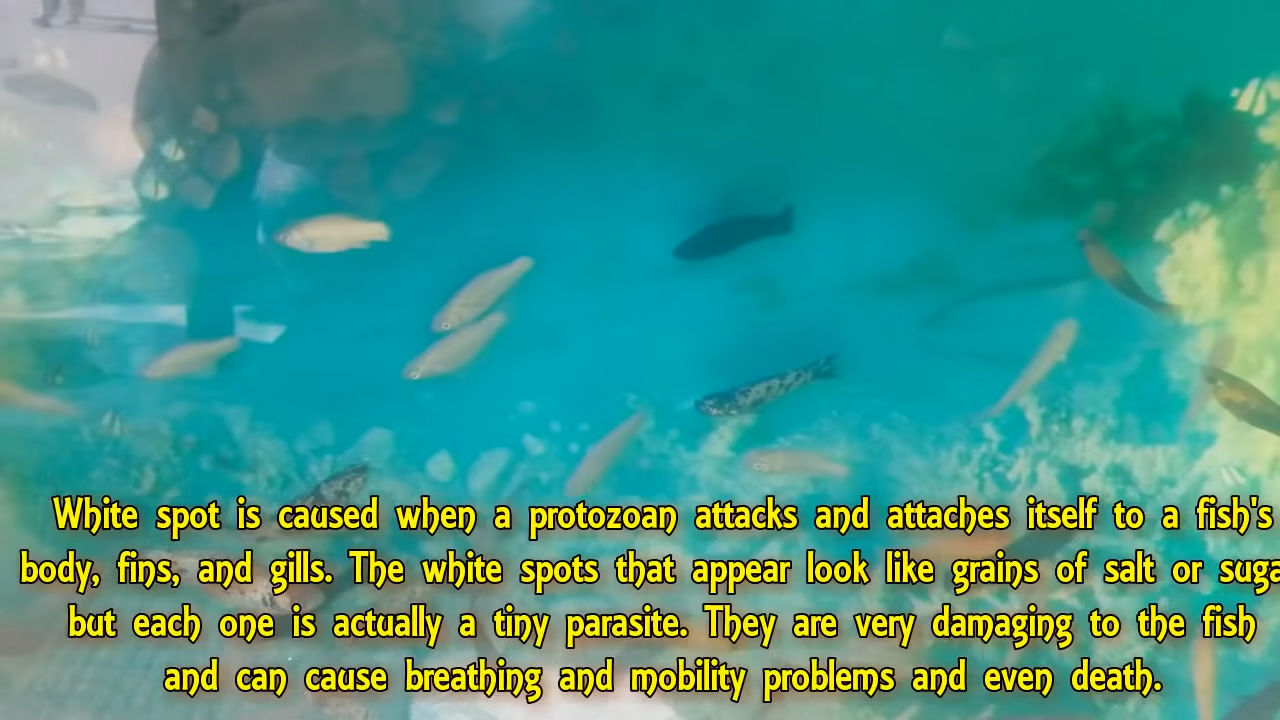 White spot is caused when a protozoan attacks and attaches itself to a fish's
body, fins, and gills. The white spots that appear look like grains of salt or suga
but each one is actually a tiny parasite. They are very damaging to the fish
and can cause breathing and mobility problems and even death.